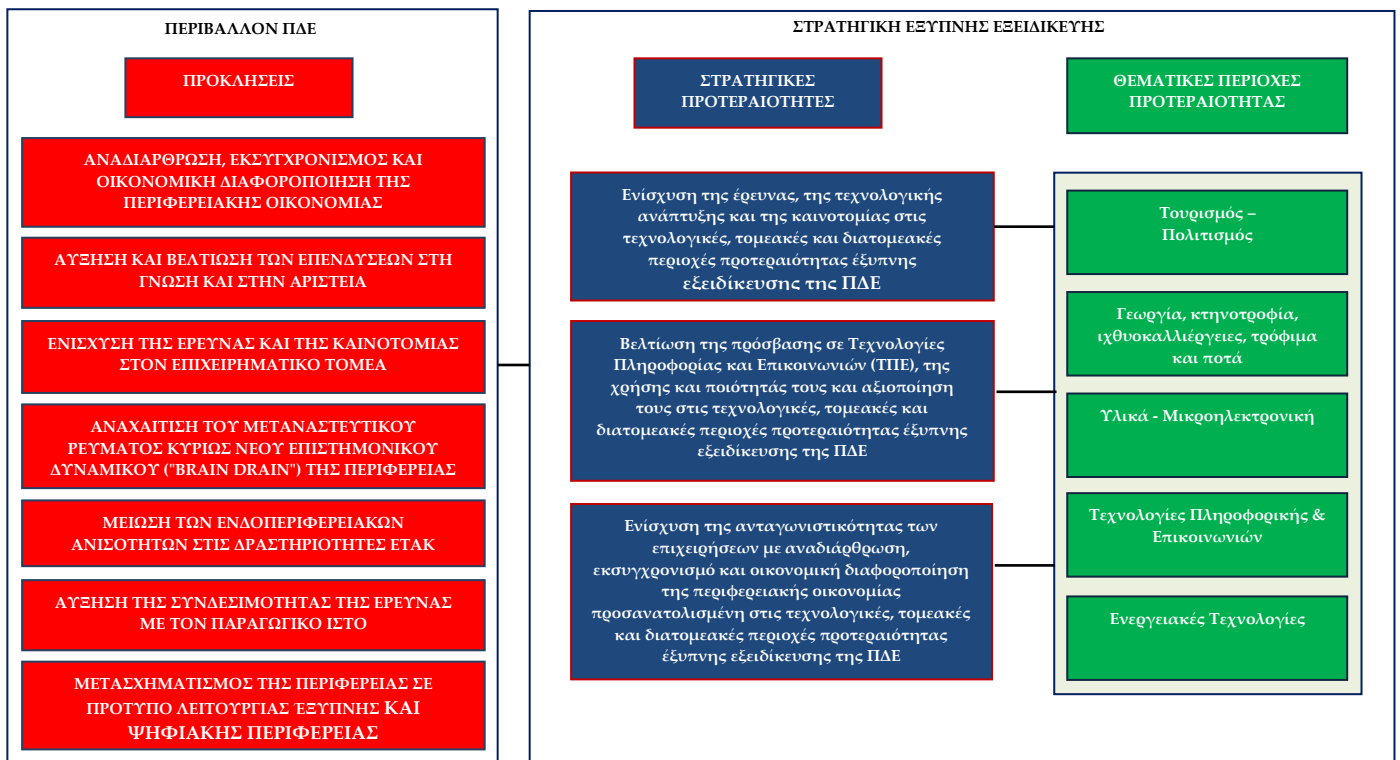 ΠΕΡΙΒΑΛΛΟΝ ΠΔΕ
ΠΡΟΚΛΗΣΕΙΣ
ΑΝΑΔΙΑΡΘΡΩΣΗ, ΕΚΣΥΓΧΡΟΝΙΣΜΟΣ ΚΑΙ
ΟΙΚΟΝΟΜΙΚΗ ΔΙΑΦΟΡΟΠΟΙΗΣΗ ΤΗΣ
ΠΕΡΙΦΕΡΕΙΑΚΗΣ ΟΙΚΟΝΟΜΙΑΣ
ΑΥΞΗΣΗ ΚΑΙ ΒΕΛΤΙΩΣΗ ΤΩΝ ΕΠΕΝΔΥΣΕΩΝ ΣΤΗ
ΓΝΩΣΗ ΚΑΙ ΣΤΗΝ ΑΡΙΣΤΕΙΑ
ΕΝΙΣΧΥΣΗ ΤΗΣ ΕΡΕΥΝΑΣ ΚΑΙ ΤΗΣ ΚΑΙΝΟΤΟΜΙΑΣ
ΣΤΟΝ ΕΠΙΧΕΙΡΗΜΑΤΙΚΟ ΤΟΜΕΑ
ΑΝΑΧΑΙΤΙΣΗ ΤΟΥ ΜΕΤΑΝΑΣΤΕΥΤΙΚΟΥ
ΡΕΥΜΑΤΟΣ ΚΥΡΙΩΣ ΝΕΟΥ ΕΠΙΣΤΗΜΟΝΙΚΟΥ
ΔΥΝΑΜΙΚΟΥ ("BRAIN DRAIN") ΤΗΣ ΠΕΡΙΦΕΡΕΙΑΣ
ΜΕΙΩΣΗ ΤΩΝ ΕΝΔΟΠΕΡΙΦΕΡΕΙΑΚΩΝ
ΑΝΙΣΟΤΗΤΩΝ ΣΤΙΣ ΔΡΑΣΤΗΡΙΟΤΗΤΕΣ ΕΤΑΚ
ΑΥΞΗΣΗ ΤΗΣ ΣΥΝΔΕΣΙΜΟΤΗΤΑΣ ΤΗΣ ΕΡΕΥΝΑΣ
ΜΕ ΤΟΝ ΠΑΡΑΓΩΓΙΚΟ ΙΣΤΟ
ΜΕΤΑΣΧΗΜΑΤΙΣΜΟΣ ΤΗΣ ΠΕΡΙΦΕΡΕΙΑΣ ΣΕ
ΠΡΟΤΥΠΟ ΛΕΙΤΟΥΡΓΙΑΣ ΈΞΥΠΝΗΣ ΚΑΙ
ΨΗΦΙΑΚΗΣ ΠΕΡΙΦΕΡΕΙΑΣ
ΣΤΡΑΤΗΓΙΚΗ ΕΞΥΠΝΗΣ ΕΞΕΙΔΙΚΕΥΗΣ
ΣΤΡΑΤΗΓΙΚΕΣ
ΠΡΟΤΕΡΑΙΟΤΗΤΕΣ
Ενίσχυση της έρευνας, της τεχνολογικής
ανάπτυξης και της καινοτομίας στις
τεχνολογικές, τομεακές και διατομεακές
περιοχές προτεραιότητας έξυπνης
εξειδίκευσης της ΠΔΕ
Βελτίωση της πρόσβασης σε Τεχνολογίες
Πληροφορίας και Επικοινωνιών (ΤΠΕ), της
χρήσης και ποιότητάς τους και αξιοποίηση
τους στις τεχνολογικές, τομεακές και
διατομεακές περιοχές προτεραιότητας έξυπνης
εξειδίκευσης της ΠΔΕ
Ενίσχυση της ανταγωνιστικότητας των
επιχειρήσεων με αναδιάρθρωση,
εκσυγχρονισμό και οικονομική διαφοροποίηση
της περιφερειακής οικονομίας
προσανατολισμένη στις τεχνολογικές, τομεακές
και διατομεακές περιοχές προτεραιότητας
έξυπνης εξειδίκευσης της ΠΔΕ
ΘΕΜΑΤΙΚΕΣ ΠΕΡΙΟΧΕΣ
ΠΡΟΤΕΡΑΙΟΤΗΤΑΣ
Τουρισμός –
Πολιτισμός
Γεωργία, κτηνοτροφία,
ιχθυοκαλλιέργειες, τρόφιμα
και ποτά
Υλικά - Μικροηλεκτρονική
Τεχνολογίες Πληροφορικής &
Επικοινωνιών
Ενεργειακές Τεχνολογίες